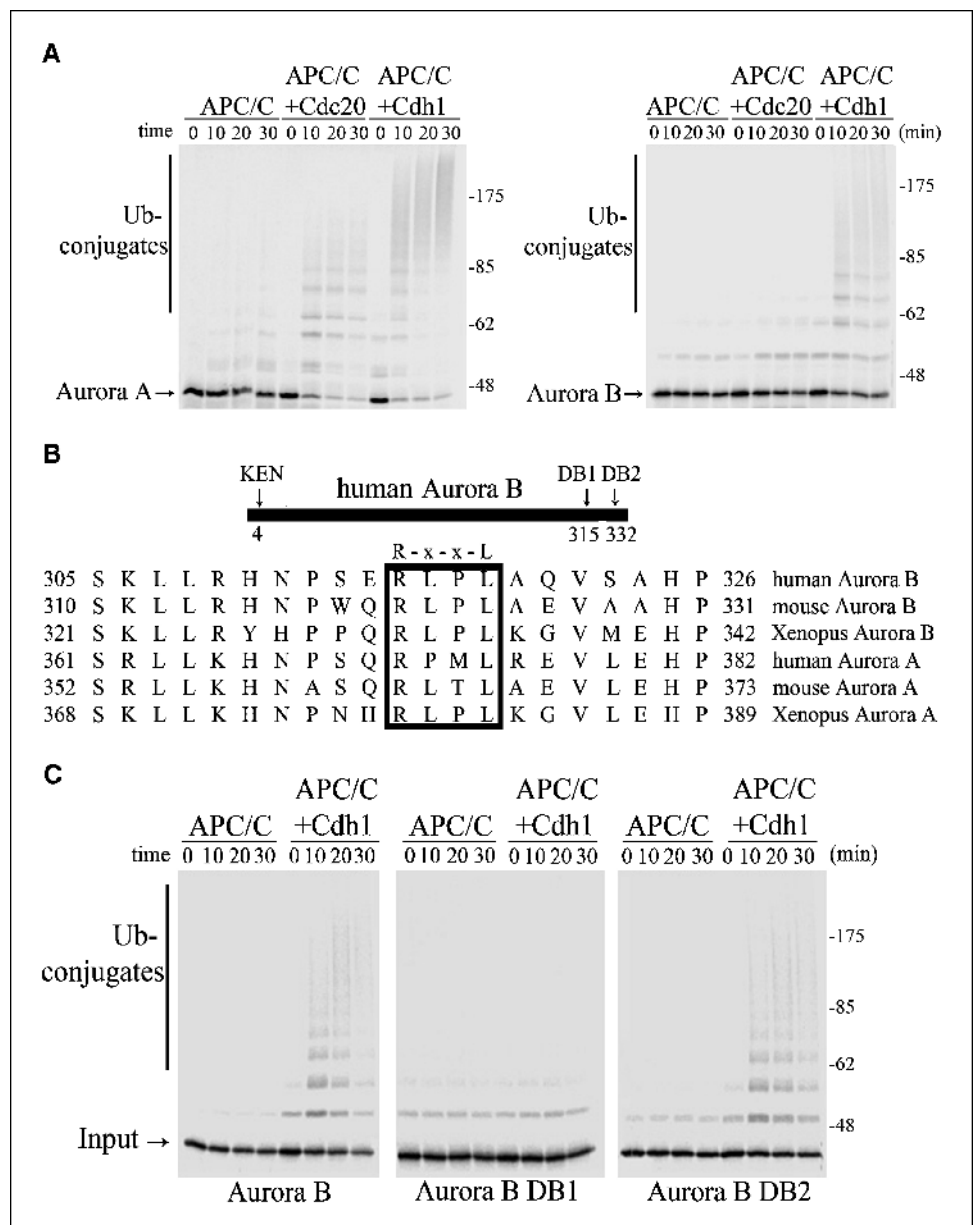 A
APC/C APC/C
APC/C +Cdc20 +Cdh1
time 0 10 20 30 0 10 20 30 0 10 20 30
Ub-
conjugates
-175
-85
-62
-48
Aurora A→
APC/C APC/C
APC/C +Cdc20 +Cdh1
0 10 20 30 0 10 20 30 0 10 20 30 (min)
Ub-
conjugates
-175
-85
-62
-48
Aurora B→
B
KEN DB1 DB2
human Aurora B
4 315 332
R - x - x - L
305 S K L L R H N P S E R L P L A Q V S A H P 326 human Aurora B
310 S K L L R H N P W Q R L P L A E V A A H P 331 mouse Aurora B
321 S K L L R Y H P P Q R L P L K G V M E H P 342 Xenopus Aurora B
361 S R L L K H N P S Q R P M L R E V L E H P 382 human Aurora A
352 S R L L K H N A S Q R L T L A E V L E H P 373 mouse Aurora A
368 S K L L K H N P N H R L P L K G V L E H P 389 Xenopus Aurora A
C
APC/C APC/C APC/C
APC/C +Cdh1 APC/C +Cdh1 APC/C +Cdh1
time 0 10 20 30 0 10 20 30 0 10 20 30 0 10 20 30 0 10 20 30 0 10 20 30 (min)
Ub-
conjugates
-175
-85
-62
-48
Input →
Aurora B Aurora B DB1 Aurora B DB2